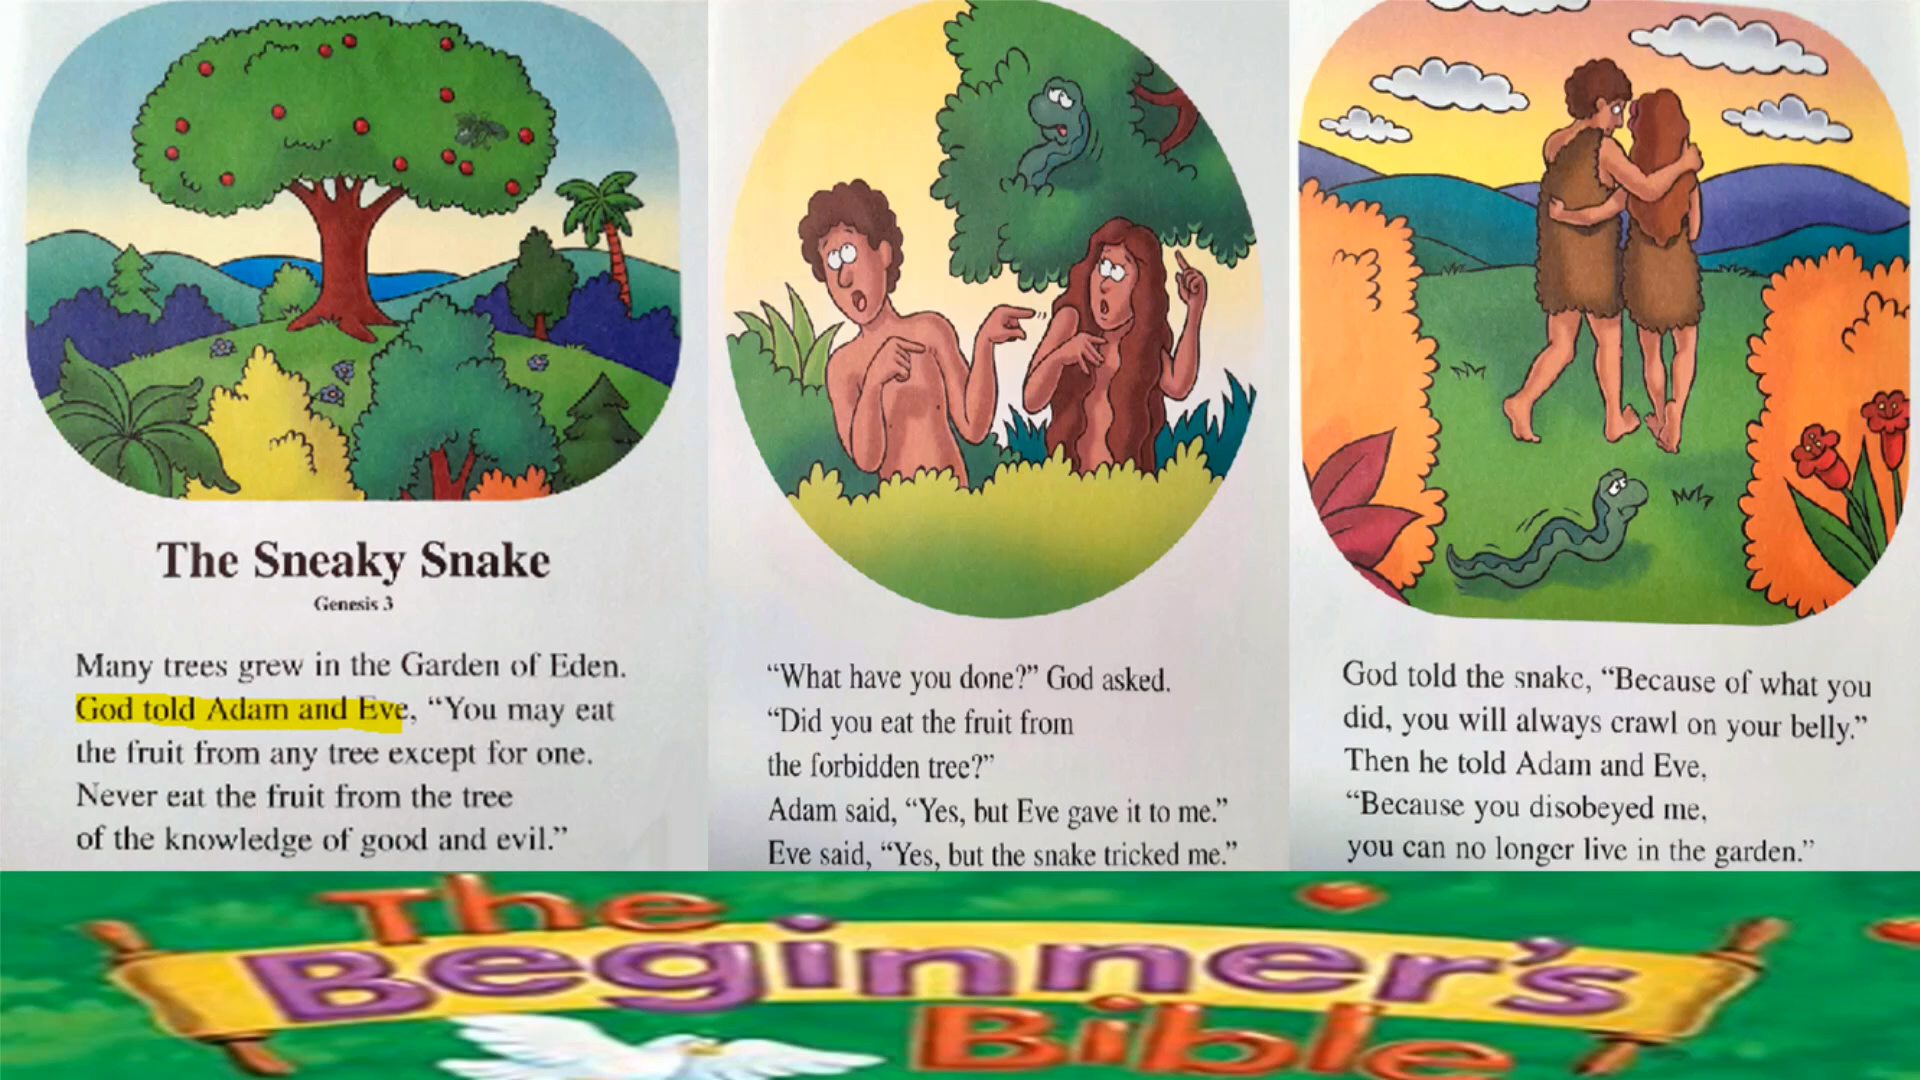 The Sneaky Snake
Genesis 3
Many trees grew in the Garden of Eden.
God told Adam and Eve, “You may eat
the fruit from any tree except for one.
Never eat the fruit from the tree
of the knowledge of good and evil.”
“What have you done?” God asked.
“Did you eat the fruit from
the forbidden tree?”
Adam said, “Yes, but Eve gave it to me.”
Eve said, “Yes, but the snake tricked me.”
God told the snake, “Because of what you
did, you will always crawl on your belly.”
Then he told Adam and Eve,
“Because you disobeyed me,
you can no longer live in the garden.”
The
Beginner's
Bible